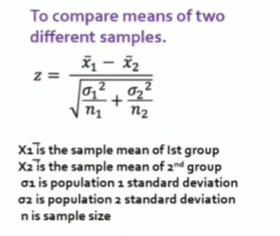 To compare means of two
different samples.
z = (x̄₁ − x̄₂) / √(σ₁²/n₁ + σ₂²/n₂)
X1 is the sample mean of Ist group
X2 is the sample mean of 2ⁿᵈ group
σ1 is population 1 standard deviation
σ2 is population 2 standard deviation
n is sample size